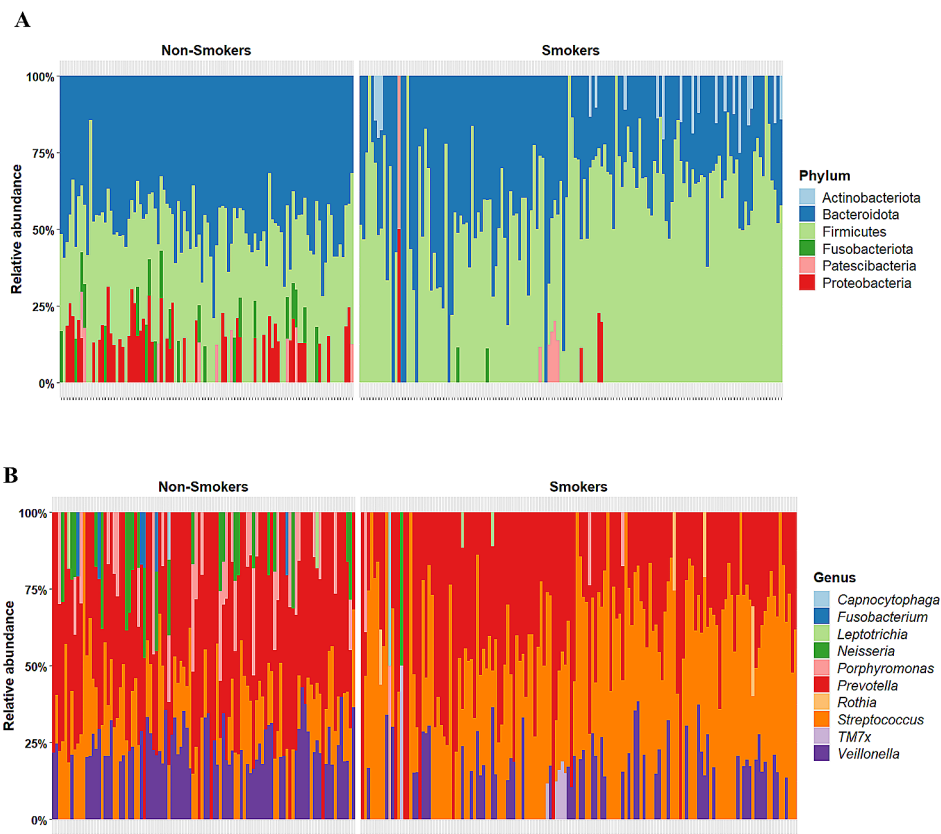 A
Non-Smokers
Smokers
100%
75%
50%
25%
0%
Relative abundance
Phylum
Actinobacteriota
Bacteroidota
Firmicutes
Fusobacteriota
Patescibacteria
Proteobacteria
B
Non-Smokers
Smokers
100%
75%
50%
25%
0%
Relative abundance
Genus
Capnocytophaga
Fusobacterium
Leptotrichia
Neisseria
Porphyromonas
Prevotella
Rothia
Streptococcus
TM7x
Veillonella